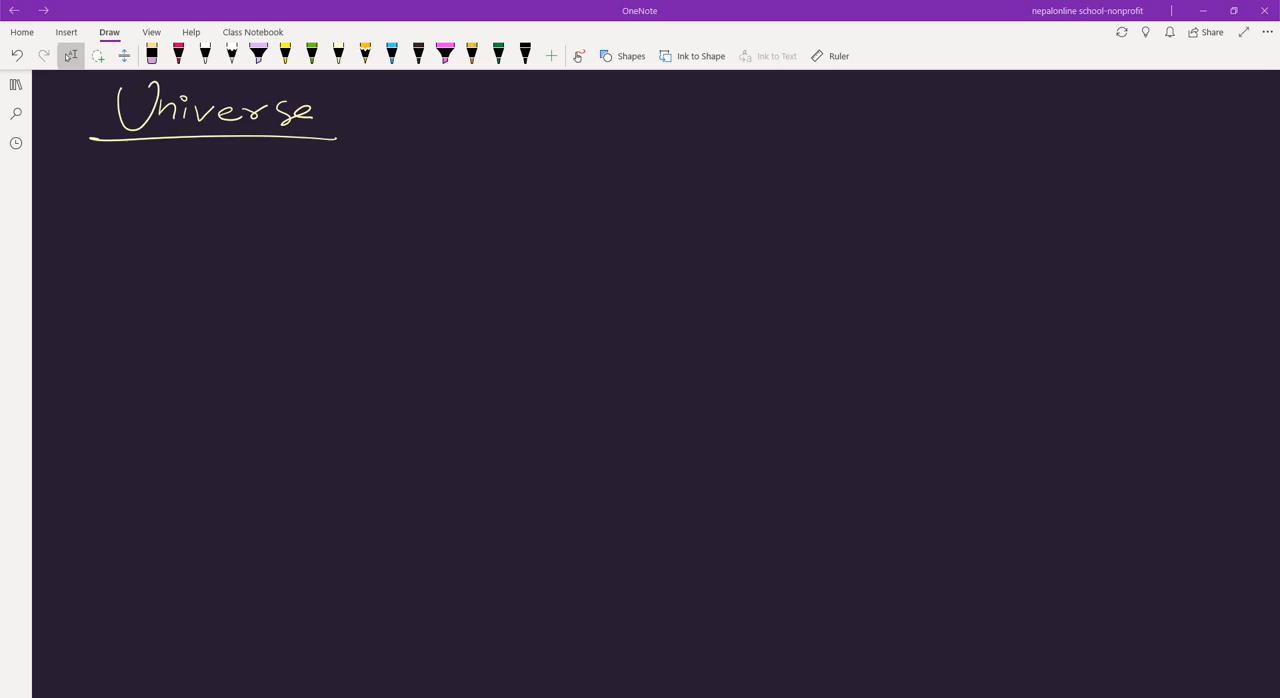 OneNote
nepalonline school-nonprofit
Home Insert Draw View Help Class Notebook
Share
Shapes Ink to Shape Ink to Text Ruler
Universe